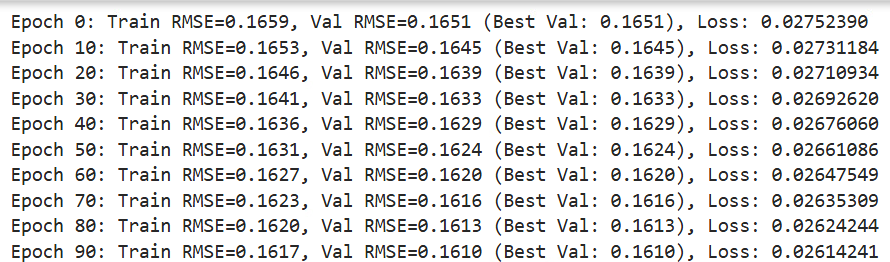 Epoch 0: Train RMSE=0.1659, Val RMSE=0.1651 (Best Val: 0.1651), Loss: 0.02752390
Epoch 10: Train RMSE=0.1653, Val RMSE=0.1645 (Best Val: 0.1645), Loss: 0.02731184
Epoch 20: Train RMSE=0.1646, Val RMSE=0.1639 (Best Val: 0.1639), Loss: 0.02710934
Epoch 30: Train RMSE=0.1641, Val RMSE=0.1633 (Best Val: 0.1633), Loss: 0.02692620
Epoch 40: Train RMSE=0.1636, Val RMSE=0.1629 (Best Val: 0.1629), Loss: 0.02676060
Epoch 50: Train RMSE=0.1631, Val RMSE=0.1624 (Best Val: 0.1624), Loss: 0.02661086
Epoch 60: Train RMSE=0.1627, Val RMSE=0.1620 (Best Val: 0.1620), Loss: 0.02647549
Epoch 70: Train RMSE=0.1623, Val RMSE=0.1616 (Best Val: 0.1616), Loss: 0.02635309
Epoch 80: Train RMSE=0.1620, Val RMSE=0.1613 (Best Val: 0.1613), Loss: 0.02624244
Epoch 90: Train RMSE=0.1617, Val RMSE=0.1610 (Best Val: 0.1610), Loss: 0.02614241